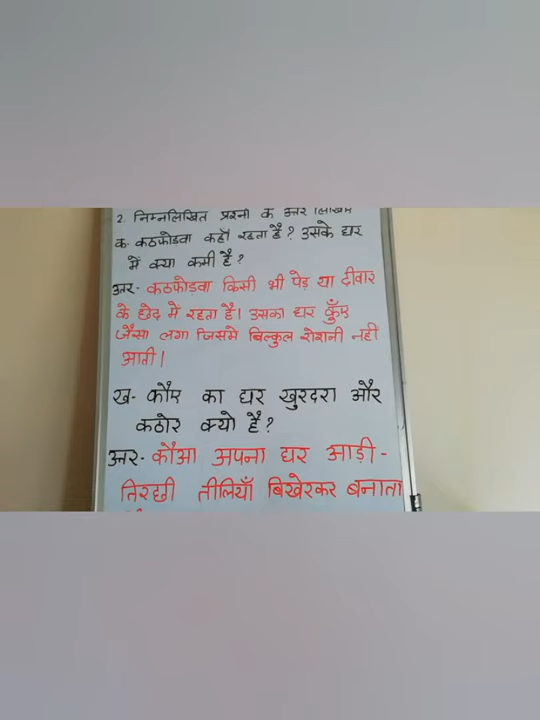 2. निम्नलिखित प्रश्नो के उत्तर लिखिए
क- कठफोडवा कहाँ रहता है? उसके घर
में क्या कमी है?
उत्तर- कठफोड़वा किसी भी पेड़ या दीवार
के छेद में रहता है। उसका घर कुँए
जैसा लगा जिसमे बिल्कुल रोशनी नही
आती।
ख- कौए का घर खुरदरा और
कठोर क्यो है?
उत्तर- कौआ अपना घर आड़ी-
तिरछी तीलियाँ बिखेरकर बनाता